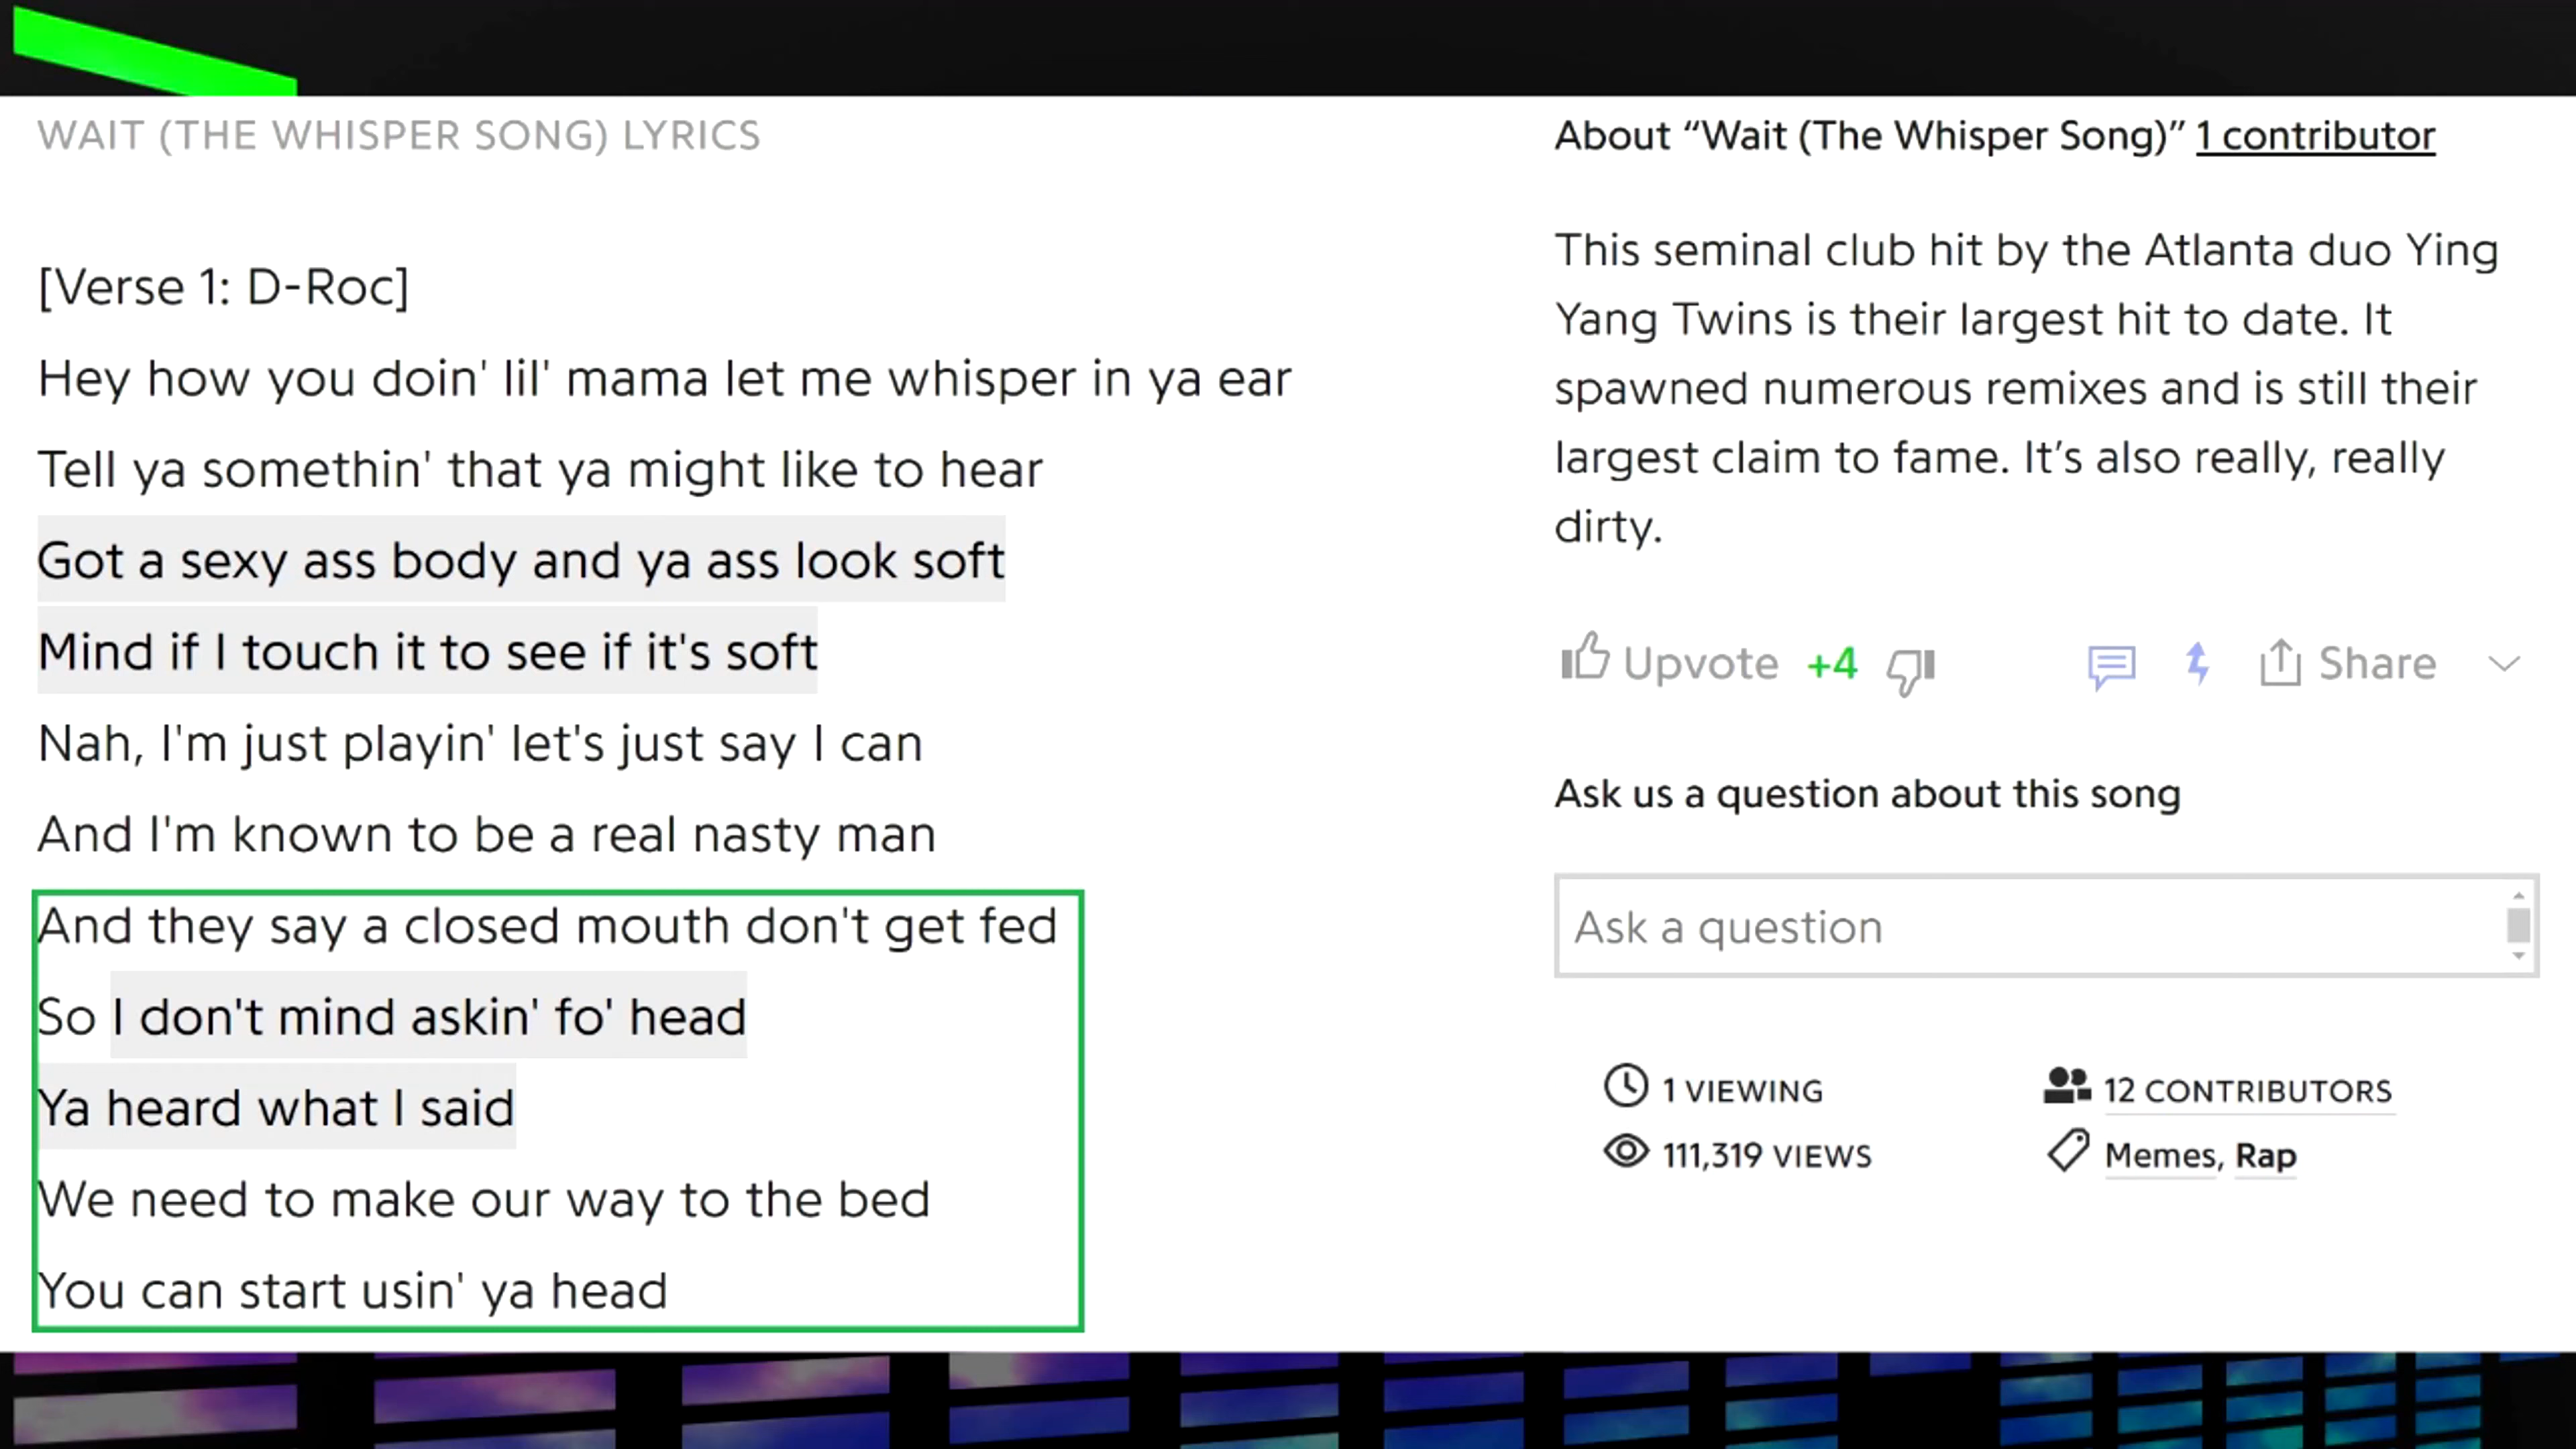 WAIT (THE WHISPER SONG) LYRICS
[Verse 1: D-Roc]
Hey how you doin' lil' mama let me whisper in ya ear
Tell ya somethin' that ya might like to hear
Got a sexy ass body and ya ass look soft
Mind if I touch it to see if it's soft
Nah, I'm just playin' let's just say I can
And I'm known to be a real nasty man
And they say a closed mouth don't get fed
So I don't mind askin' fo' head
Ya heard what I said
We need to make our way to the bed
You can start usin' ya head
About “Wait (The Whisper Song)” 1 contributor
This seminal club hit by the Atlanta duo Ying
Yang Twins is their largest hit to date. It
spawned numerous remixes and is still their
largest claim to fame. It’s also really, really
dirty.
Upvote +4 Share
Ask us a question about this song
Ask a question
1 VIEWING
12 CONTRIBUTORS
111,319 VIEWS
Memes, Rap